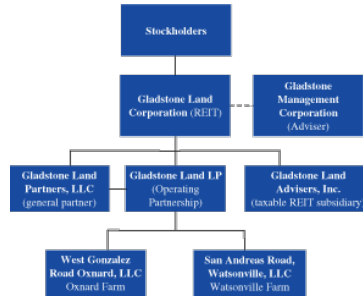 Stockholders
Gladstone Land
Corporation (REIT)
Gladstone
Management
Corporation
(Adviser)
Gladstone Land
Partners, LLC
(general partner)
Gladstone Land LP
(Operating
Partnership)
Gladstone Land
Advisers, Inc.
(taxable REIT subsidiary)
West Gonzalez
Road Oxnard, LLC
Oxnard Farm
San Andreas Road,
Watsonville, LLC
Watsonville Farm